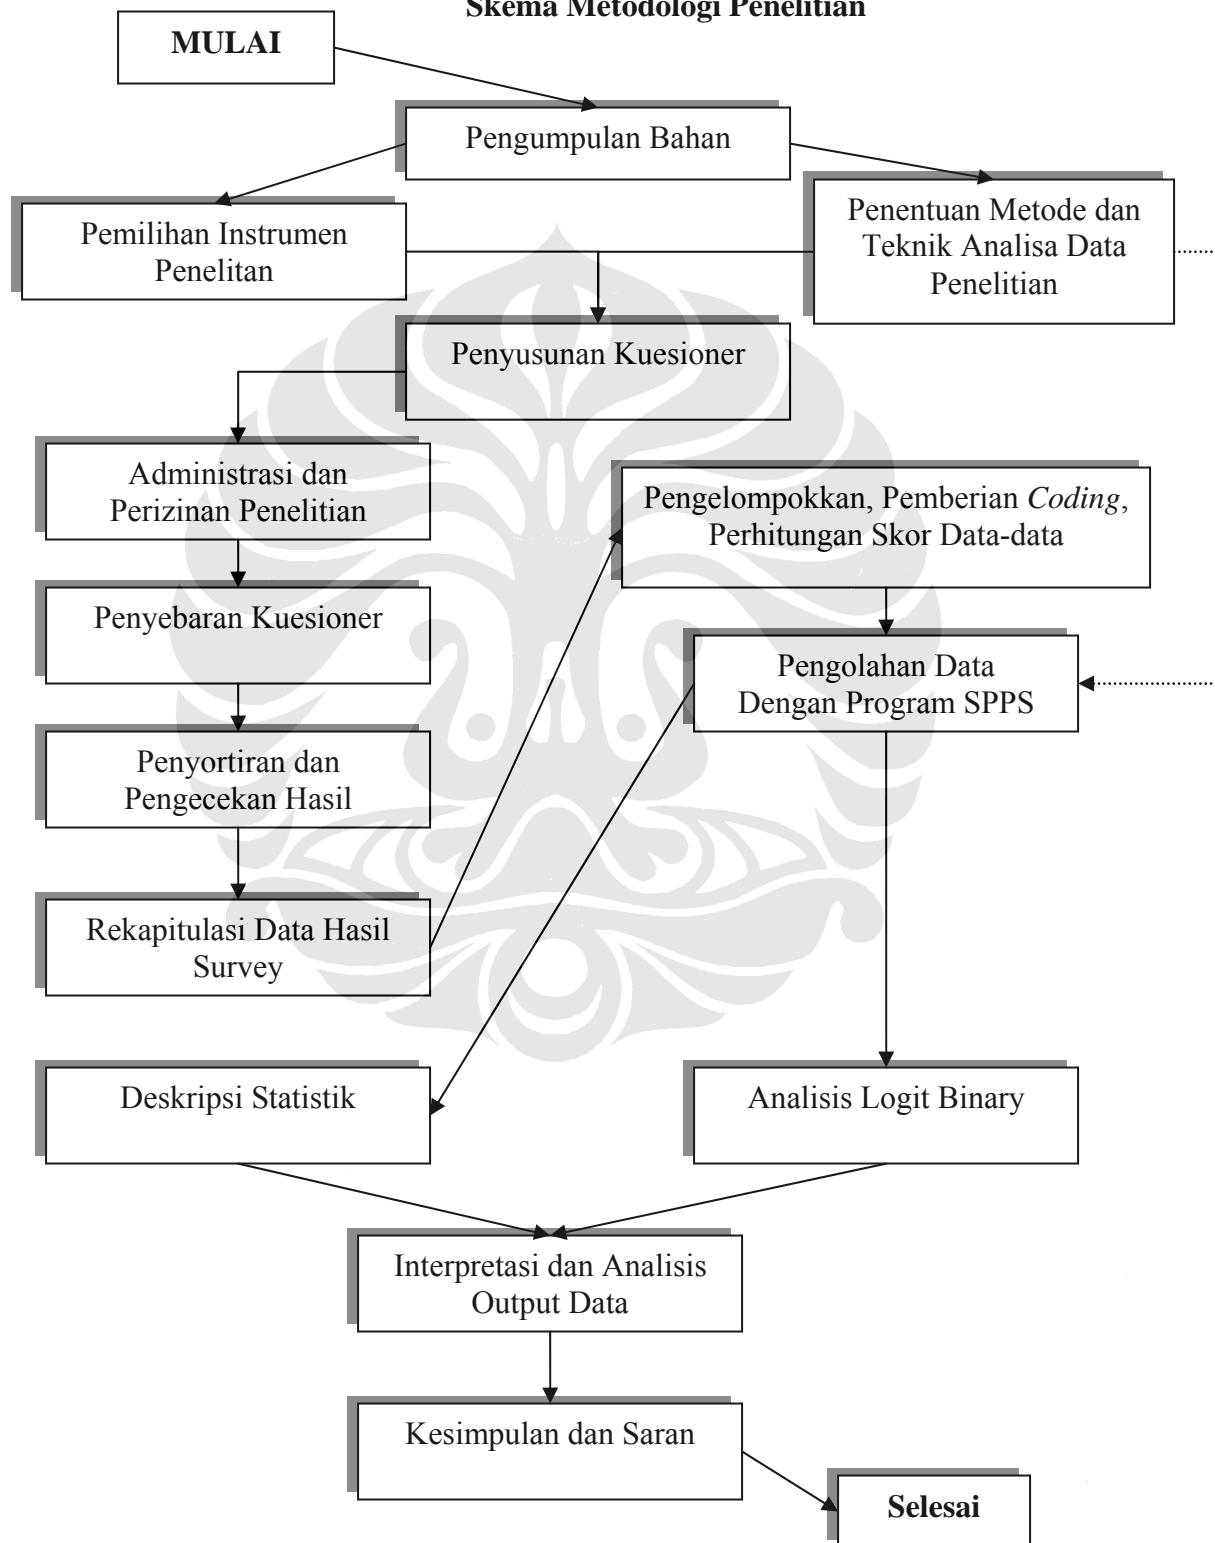 Skema Metodologi Penelitian
MULAI
Pengumpulan Bahan
Pemilihan Instrumen
Penelitan
Penentuan Metode dan
Teknik Analisa Data
Penelitian
Penyusunan Kuesioner
Administrasi dan
Perizinan Penelitian
Pengelompokkan, Pemberian Coding,
Perhitungan Skor Data-data
Penyebaran Kuesioner
Pengolahan Data
Dengan Program SPPS
Penyortiran dan
Pengecekan Hasil
Rekapitulasi Data Hasil
Survey
Deskripsi Statistik
Analisis Logit Binary
Interpretasi dan Analisis
Output Data
Kesimpulan dan Saran
Selesai